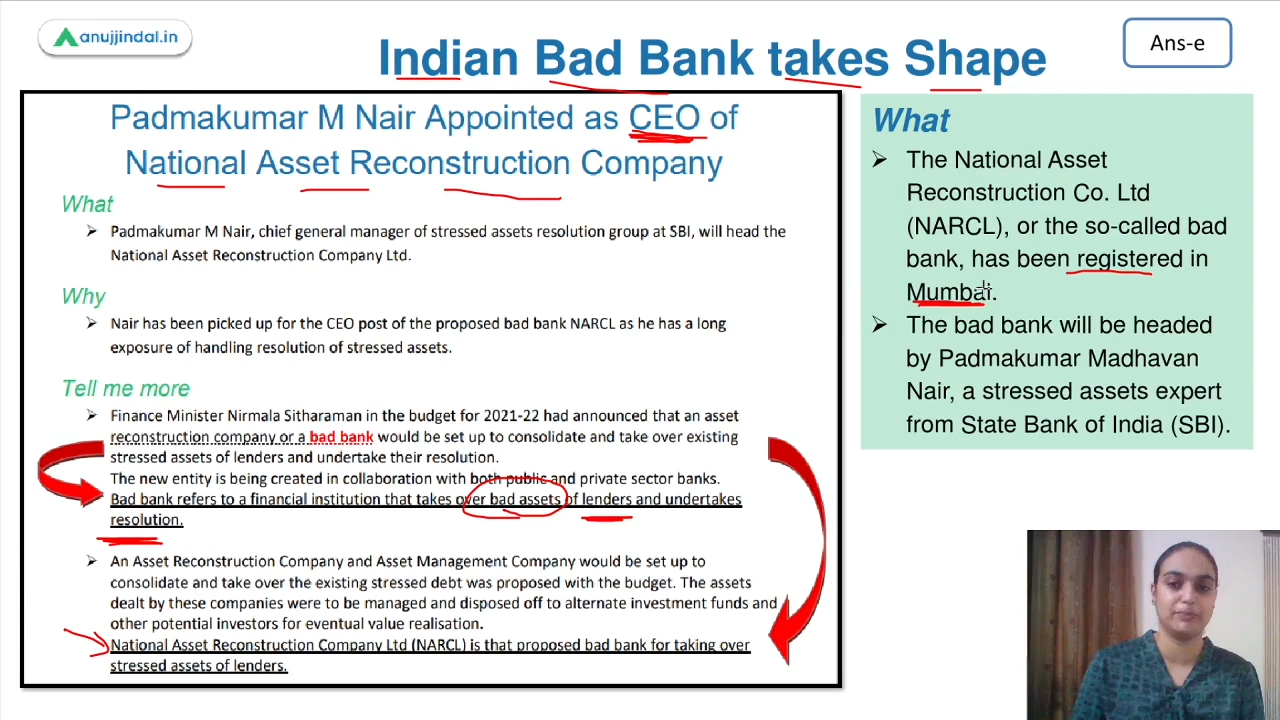 anujjindal.in
Indian Bad Bank takes Shape
Ans-e
Padmakumar M Nair Appointed as CEO of
National Asset Reconstruction Company
What
Padmakumar M Nair, chief general manager of stressed assets resolution group at SBI, will head the
National Asset Reconstruction Company Ltd.
Why
Nair has been picked up for the CEO post of the proposed bad bank NARCL as he has a long
exposure of handling resolution of stressed assets.
Tell me more
Finance Minister Nirmala Sitharaman in the budget for 2021-22 had announced that an asset
reconstruction company or a bad bank would be set up to consolidate and take over existing
stressed assets of lenders and undertake their resolution.
The new entity is being created in collaboration with both public and private sector banks.
Bad bank refers to a financial institution that takes over bad assets of lenders and undertakes
resolution.
An Asset Reconstruction Company and Asset Management Company would be set up to
consolidate and take over the existing stressed debt was proposed with the budget. The assets
dealt by these companies were to be managed and disposed off to alternate investment funds and
other potential investors for eventual value realisation.
National Asset Reconstruction Company Ltd (NARCL) is that proposed bad bank for taking over
stressed assets of lenders.
What
The National Asset
Reconstruction Co. Ltd
(NARCL), or the so-called bad
bank, has been registered in
Mumbai.
The bad bank will be headed
by Padmakumar Madhavan
Nair, a stressed assets expert
from State Bank of India (SBI).